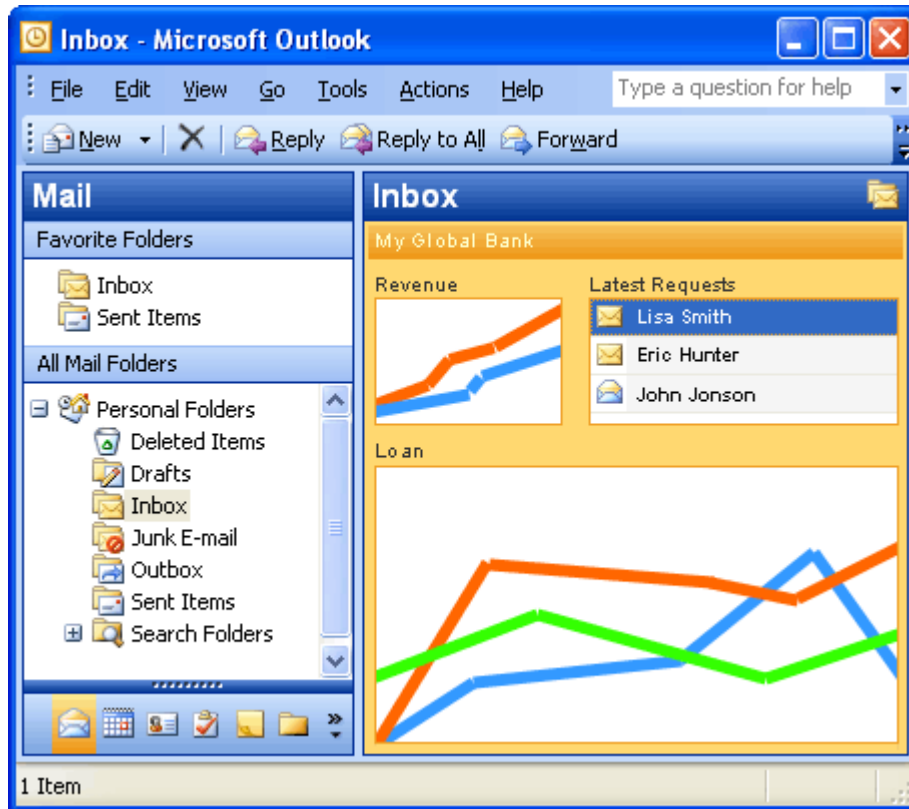 Inbox - Microsoft Outlook
File Edit View Go Tools Actions Help Type a question for help
New Reply Reply to All Forward
Mail
Favorite Folders
Inbox
Sent Items
All Mail Folders
Personal Folders
Deleted Items
Drafts
Inbox
Junk E-mail
Outbox
Sent Items
Search Folders
Inbox
My Global Bank
Revenue
Latest Requests
Lisa Smith
Eric Hunter
John Jonson
Loan
1 Item